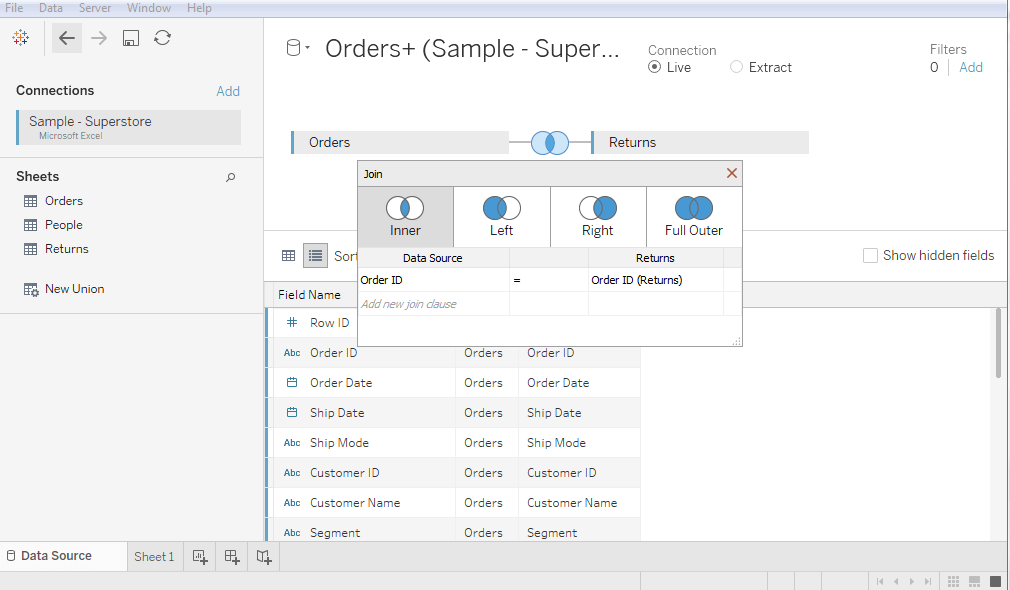 File Data Server Window Help
Orders+ (Sample - Super...
Connection
Live Extract
Filters
0 Add
Connections Add
Sample - Superstore
Microsoft Excel
Sheets
Orders
People
Returns
New Union
Orders Returns
Join
Inner Left Right Full Outer
Data Source Returns
Order ID = Order ID (Returns)
Add new join clause
Sort
Show hidden fields
Field Name
# Row ID
Abc Order ID Orders Order ID
Order Date Orders Order Date
Ship Date Orders Ship Date
Abc Ship Mode Orders Ship Mode
Abc Customer ID Orders Customer ID
Abc Customer Name Orders Customer Name
Abc Segment Orders Segment
Data Source Sheet 1